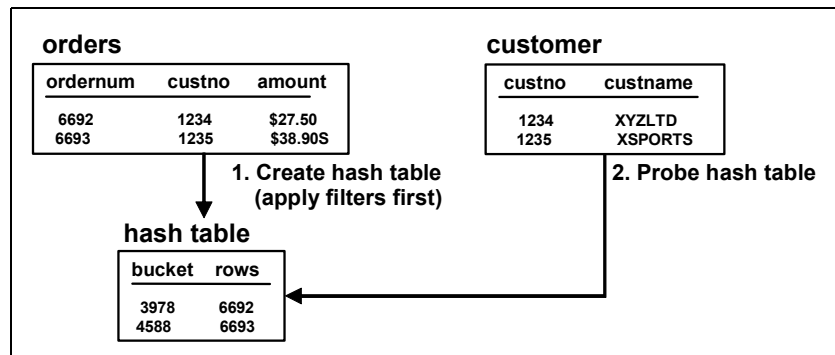 orders
ordernum custno amount
6692 1234 $27.50
6693 1235 $38.90S
customer
custno custname
1234 XYZLTD
1235 XSPORTS
1. Create hash table
(apply filters first)
2. Probe hash table
hash table
bucket rows
3978 6692
4588 6693